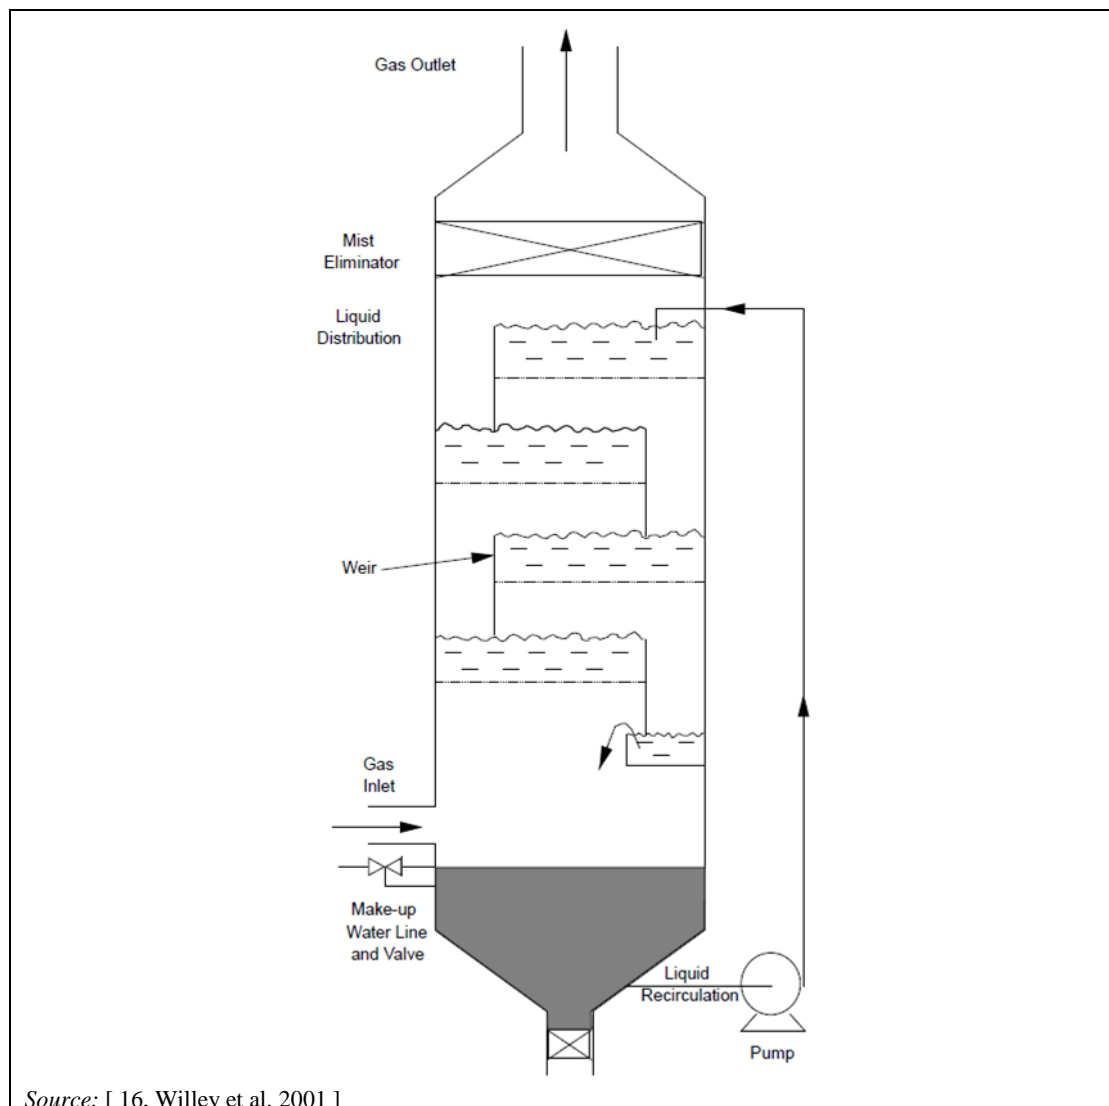 Gas Outlet
Mist
Eliminator
Liquid
Distribution
Weir
Gas
Inlet
Make-up
Water Line
and Valve
Liquid
Recirculation
Pump
Source: [ 16, Willey et al. 2001 ]